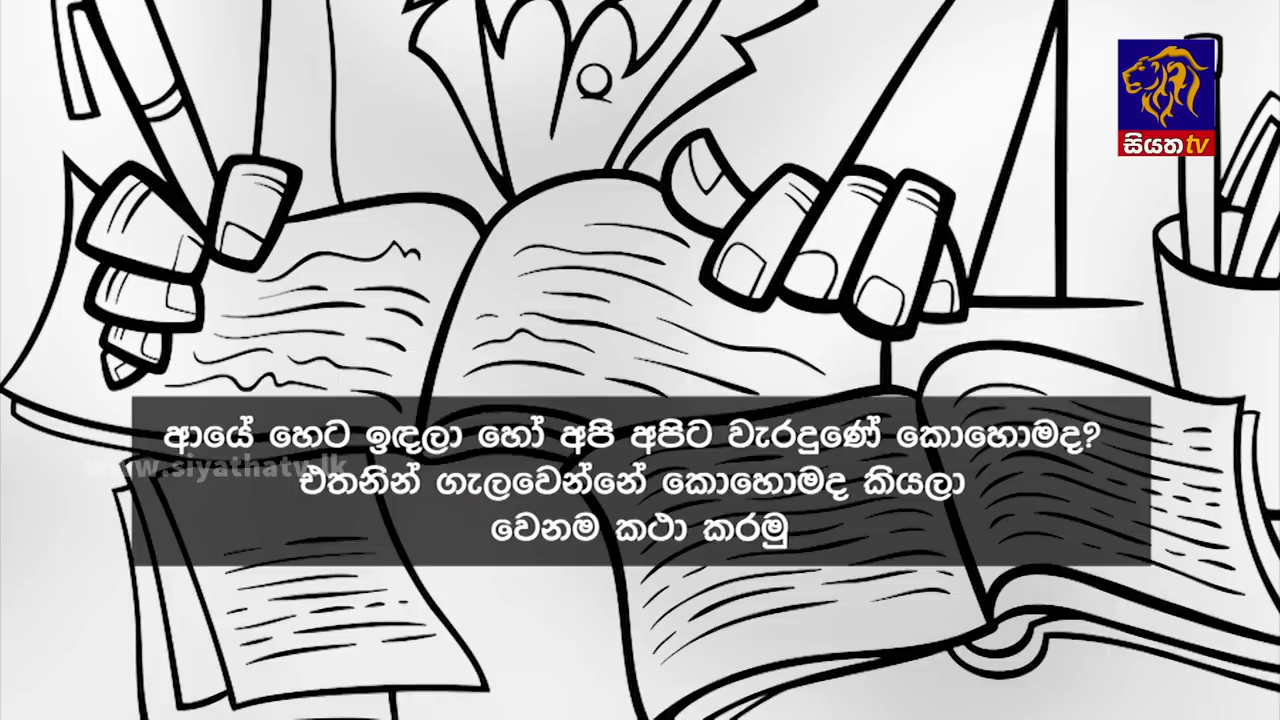 සියත tv
ආයේ හෙට ඉඳලා හෝ අපි අපිට වැරදුණේ කොහොමද?
www.siyathatv.lk
එතනින් ගැලවෙන්නේ කොහොමද කියලා
වෙනම කථා කරමු